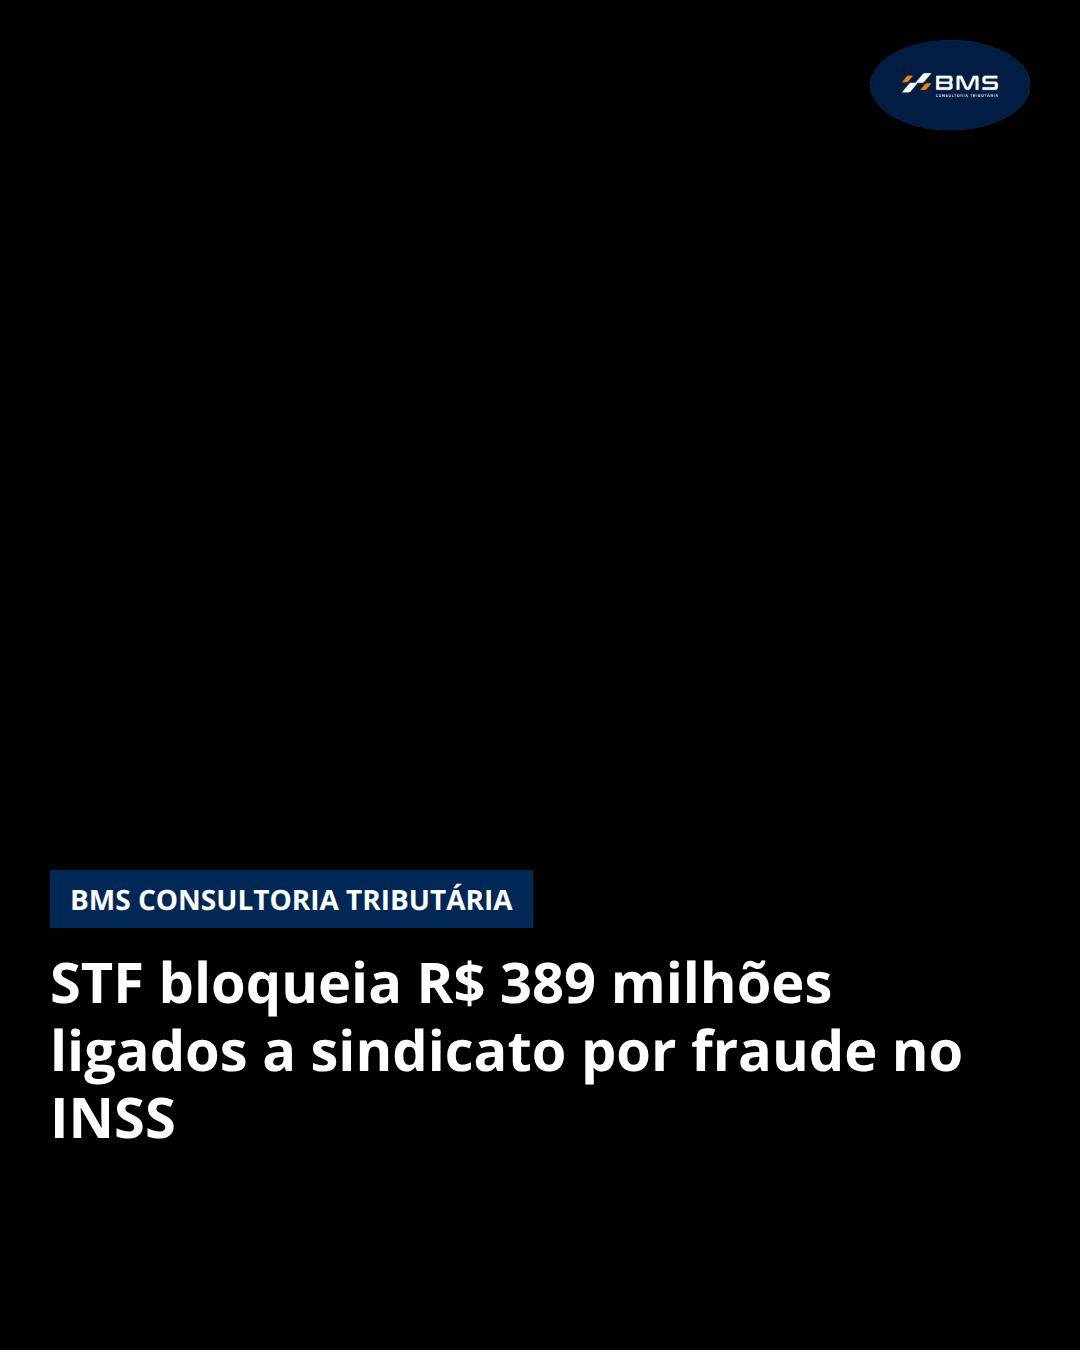 BMS
CONSULTORIA TRIBUTÁRIA
BMS CONSULTORIA TRIBUTÁRIA
STF bloqueia R$ 389 milhões
ligados a sindicato por fraude no
INSS